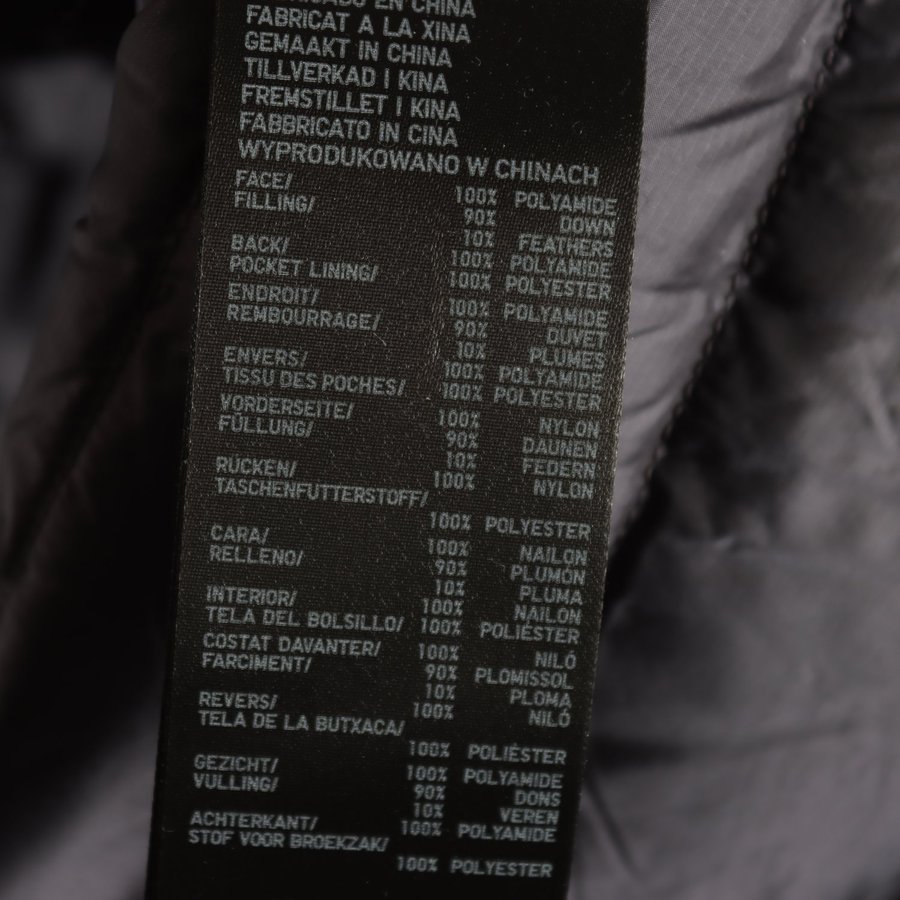 FABRICADO EN CHINA
FABRICAT A LA XINA
GEMAAKT IN CHINA
TILLVERKAD I KINA
FREMSTILLET I KINA
FABBRICATO IN CINA
WYPRODUKOWANO W CHINACH
FACE/ 100% POLYAMIDE
FILLING/ 90% DOWN
10% FEATHERS
BACK/ 100% POLYAMIDE
POCKET LINING/ 100% POLYESTER
ENDROIT/ 100% POLYAMIDE
REMBOURRAGE/ 90% DUVET
10% PLUMES
ENVERS/ 100% POLYAMIDE
TISSU DES POCHES/ 100% POLYESTER
VORDERSEITE/ 100% NYLON
FÜLLUNG/ 90% DAUNEN
10% FEDERN
RÜCKEN/ 100% NYLON
TASCHENFUTTERSTOFF/
100% POLYESTER
CARA/ 100% NAILON
RELLENO/ 90% PLUMÓN
10% PLUMA
INTERIOR/ 100% NAILON
TELA DEL BOLSILLO/ 100% POLIÉSTER
COSTAT DAVANTER/ 100% NILÓ
FARCIMENT/ 90% PLOMISSOL
10% PLOMA
REVERS/ 100% NILÓ
TELA DE LA BUTXACA/
100% POLIÈSTER
GEZICHT/ 100% POLYAMIDE
VULLING/ 90% DONS
10% VEREN
ACHTERKANT/ 100% POLYAMIDE
STOF VOOR BROEKZAK/
100% POLYESTER